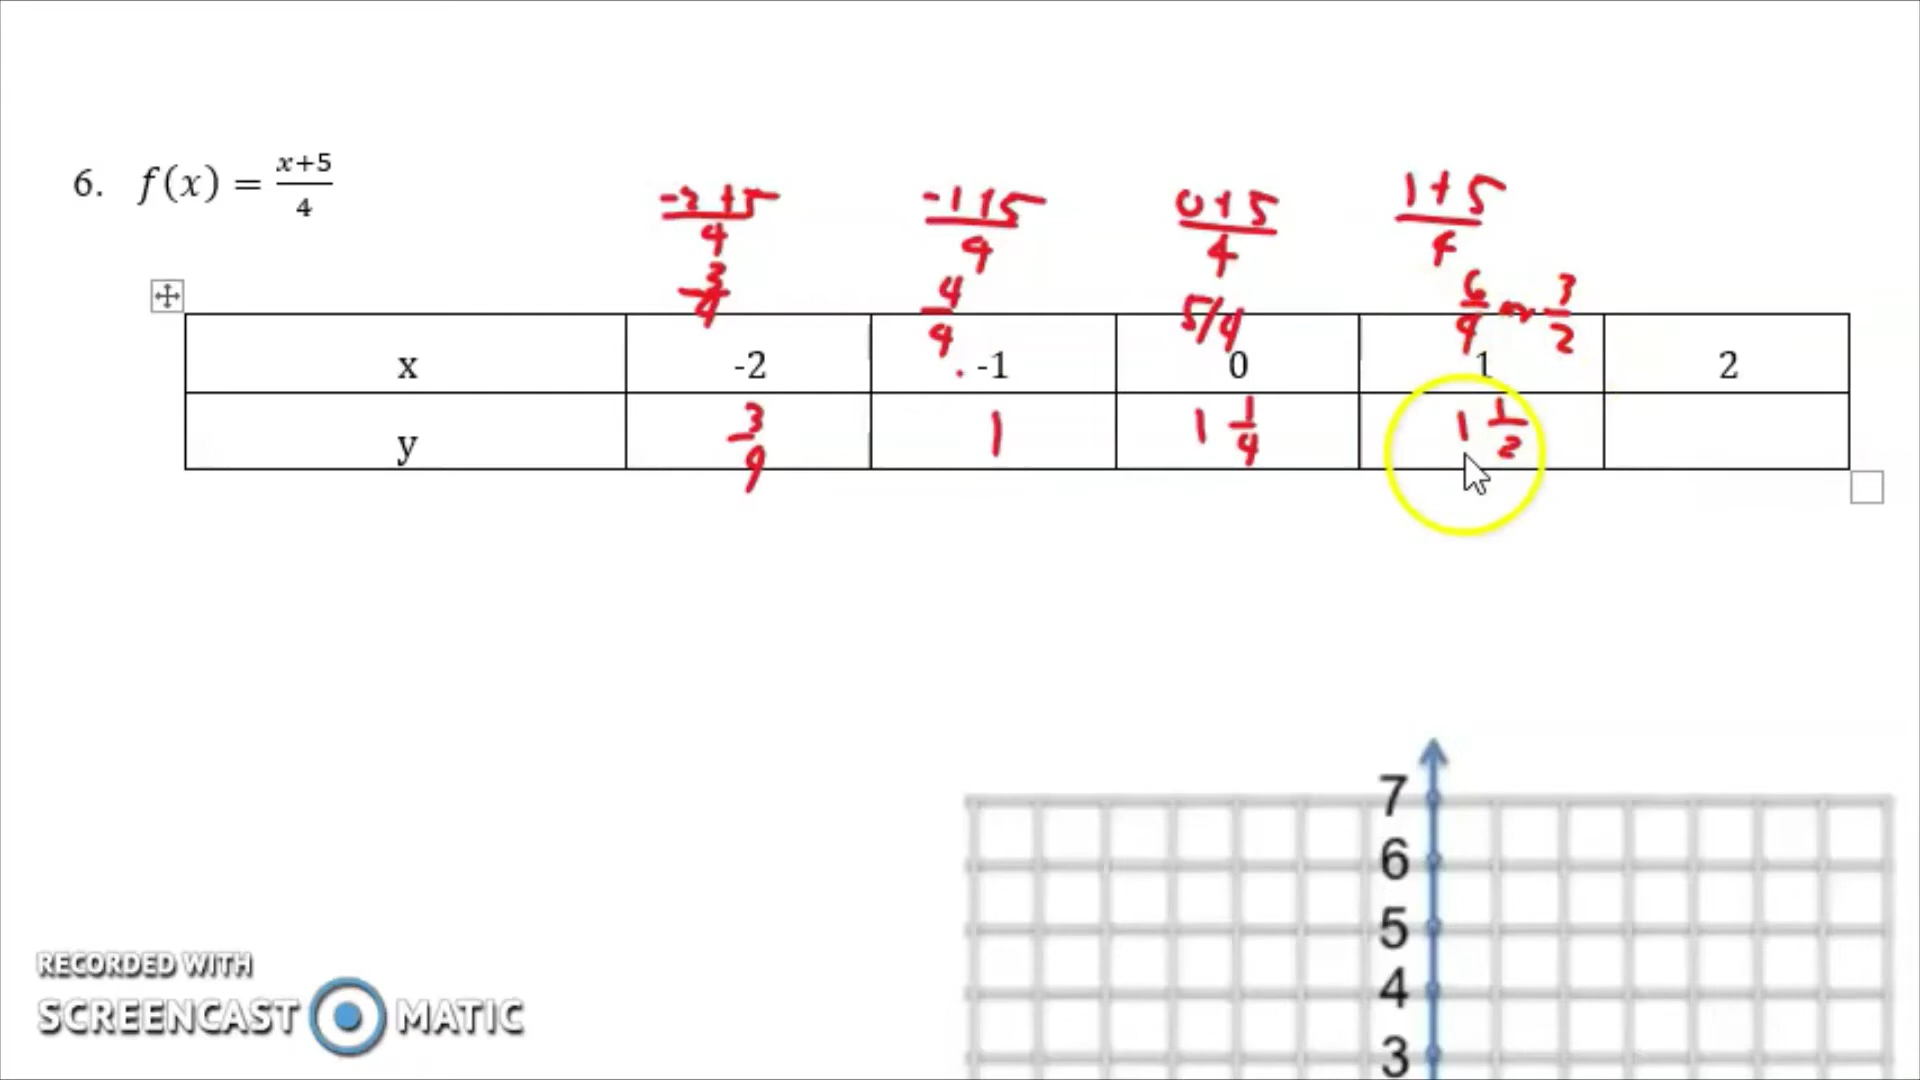 6. f(x) = x+5/4
-2+5/4
-1+5/4
0+5/4
1+5/4
3/4
4/4
5/4
6/4 or 3/2
x -2 -1 0 1 2
y 3/4 1 1 1/4 1 1/2
7
6
5
4
3
RECORDED WITH
SCREENCAST MATIC